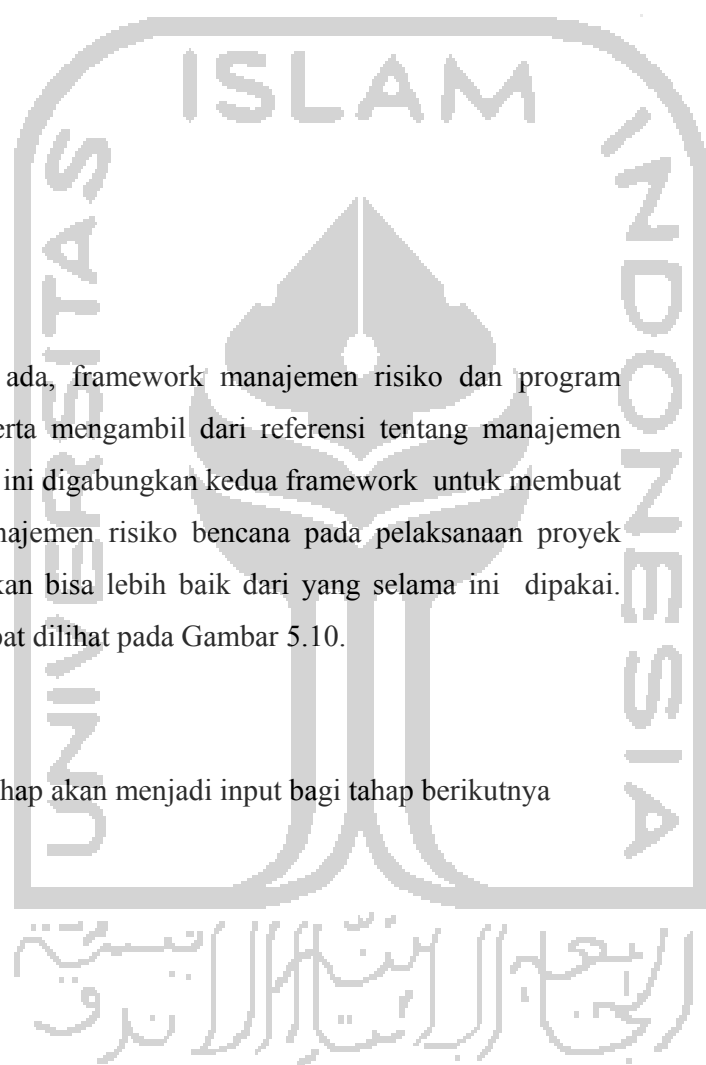 ISLAM
UNIVERSITAS
INDONESIA
ada, framework manajemen risiko dan program
erta mengambil dari referensi tentang manajemen
ini digabungkan kedua framework untuk membuat
najemen risiko bencana pada pelaksanaan proyek
kan bisa lebih baik dari yang selama ini dipakai.
pat dilihat pada Gambar 5.10.
hap akan menjadi input bagi tahap berikutnya